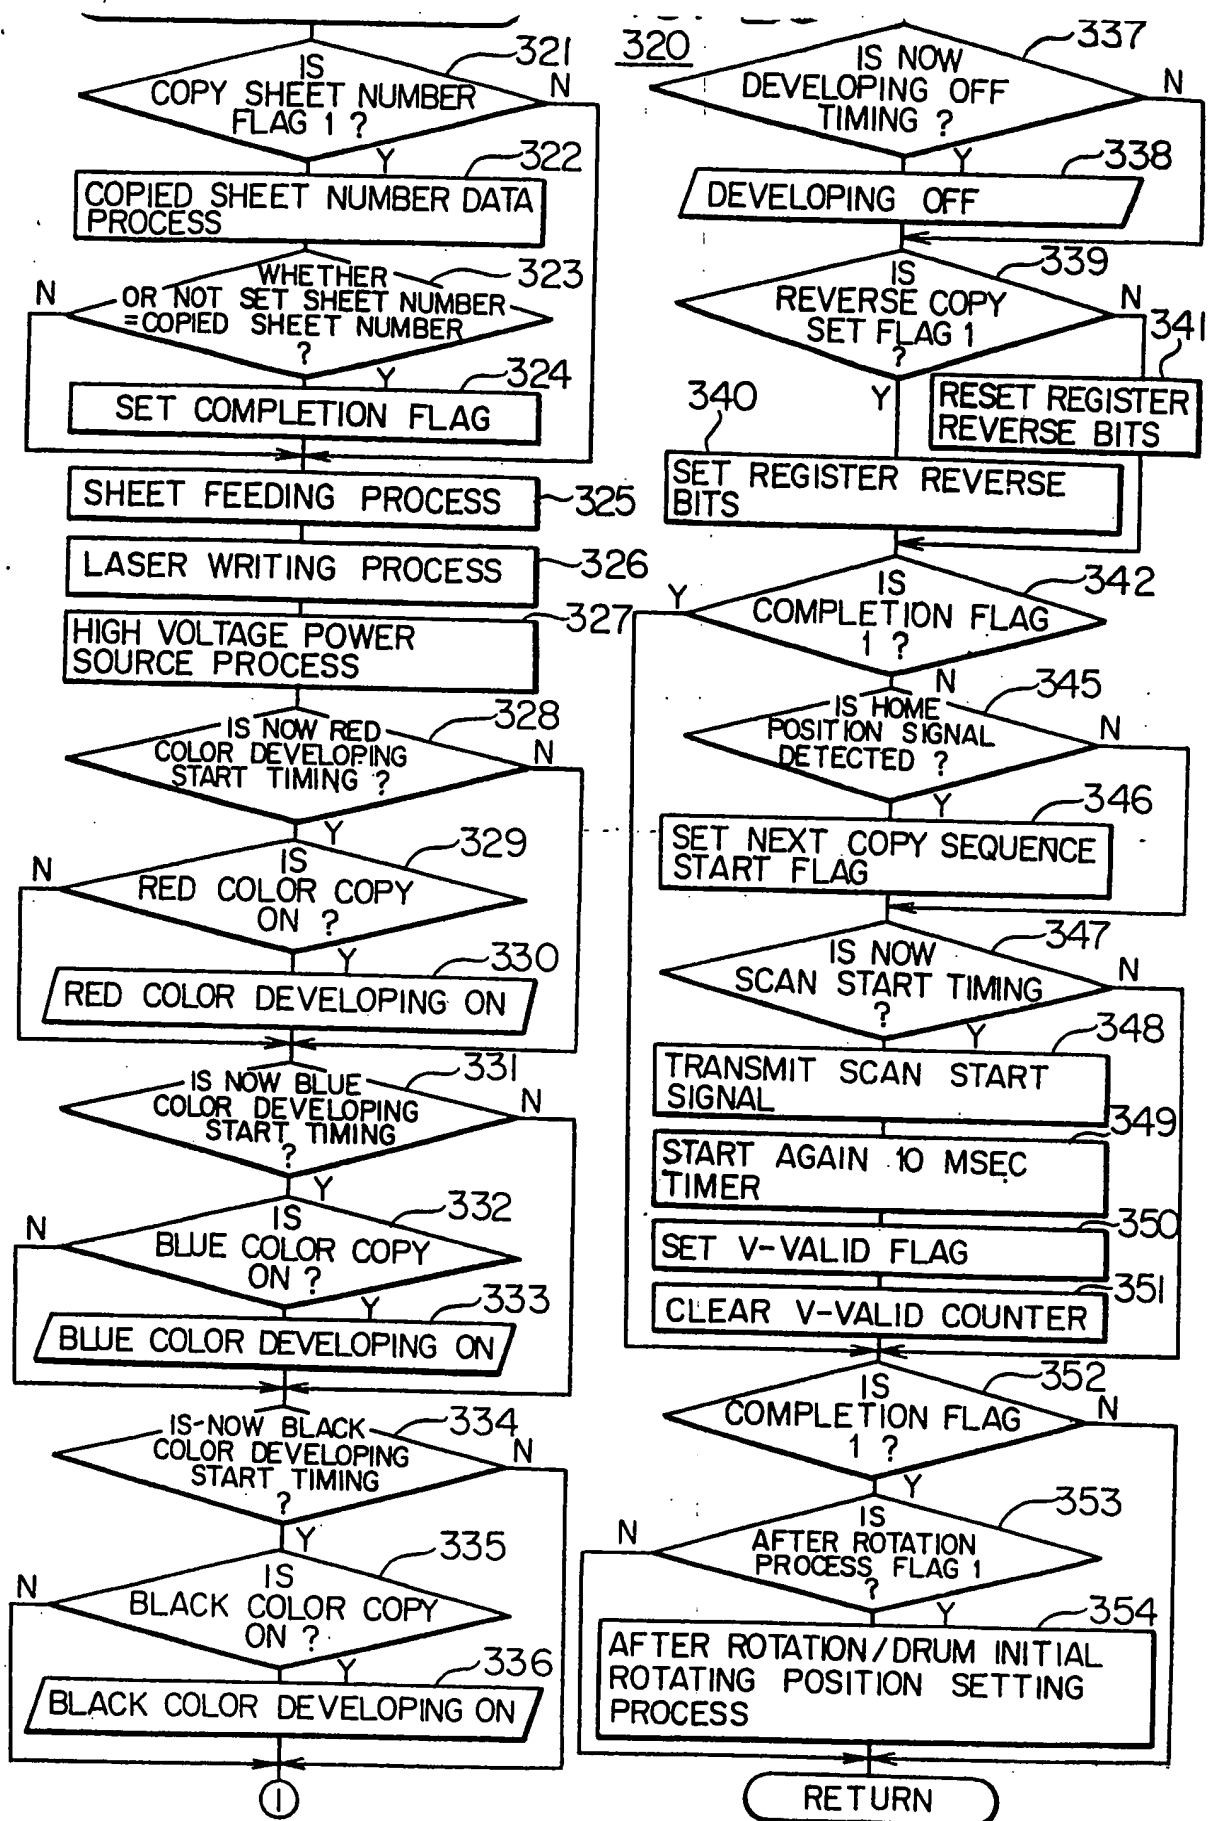 321
IS
COPY SHEET NUMBER
FLAG 1 ?
N
Y
322
COPIED SHEET NUMBER DATA
PROCESS
323
WHETHER
OR NOT SET SHEET NUMBER
=COPIED SHEET NUMBER
?
N
Y
324
SET COMPLETION FLAG
SHEET FEEDING PROCESS
325
LASER WRITING PROCESS
326
327
HIGH VOLTAGE POWER
SOURCE PROCESS
328
IS NOW RED
COLOR DEVELOPING
START TIMING ?
N
Y
329
IS
RED COLOR COPY
ON ?
N
Y
330
RED COLOR DEVELOPING ON
331
IS NOW BLUE
COLOR DEVELOPING
START TIMING
?
N
Y
332
IS
BLUE COLOR COPY
ON ?
N
Y
333
BLUE COLOR DEVELOPING ON
334
IS-NOW BLACK
COLOR DEVELOPING
START TIMING
?
N
Y
335
IS
BLACK COLOR COPY
ON ?
N
Y
336
BLACK COLOR DEVELOPING ON
1
320
337
IS NOW
DEVELOPING OFF
TIMING ?
N
Y
338
DEVELOPING OFF
339
IS
REVERSE COPY
SET FLAG 1
?
N
Y
341
RESET REGISTER
REVERSE BITS
340
SET REGISTER REVERSE
BITS
342
IS
COMPLETION FLAG
1 ?
Y
N
345
IS HOME
POSITION SIGNAL
DETECTED ?
N
Y
346
SET NEXT COPY SEQUENCE
START FLAG
347
IS NOW
SCAN START TIMING
?
N
Y
348
TRANSMIT SCAN START
SIGNAL
349
START AGAIN 10 MSEC
TIMER
350
SET V-VALID FLAG
351
CLEAR V-VALID COUNTER
352
IS
COMPLETION FLAG
1 ?
N
Y
353
IS
AFTER ROTATION
PROCESS FLAG 1
?
N
Y
354
AFTER ROTATION/DRUM INITIAL
ROTATING POSITION SETTING
PROCESS
RETURN